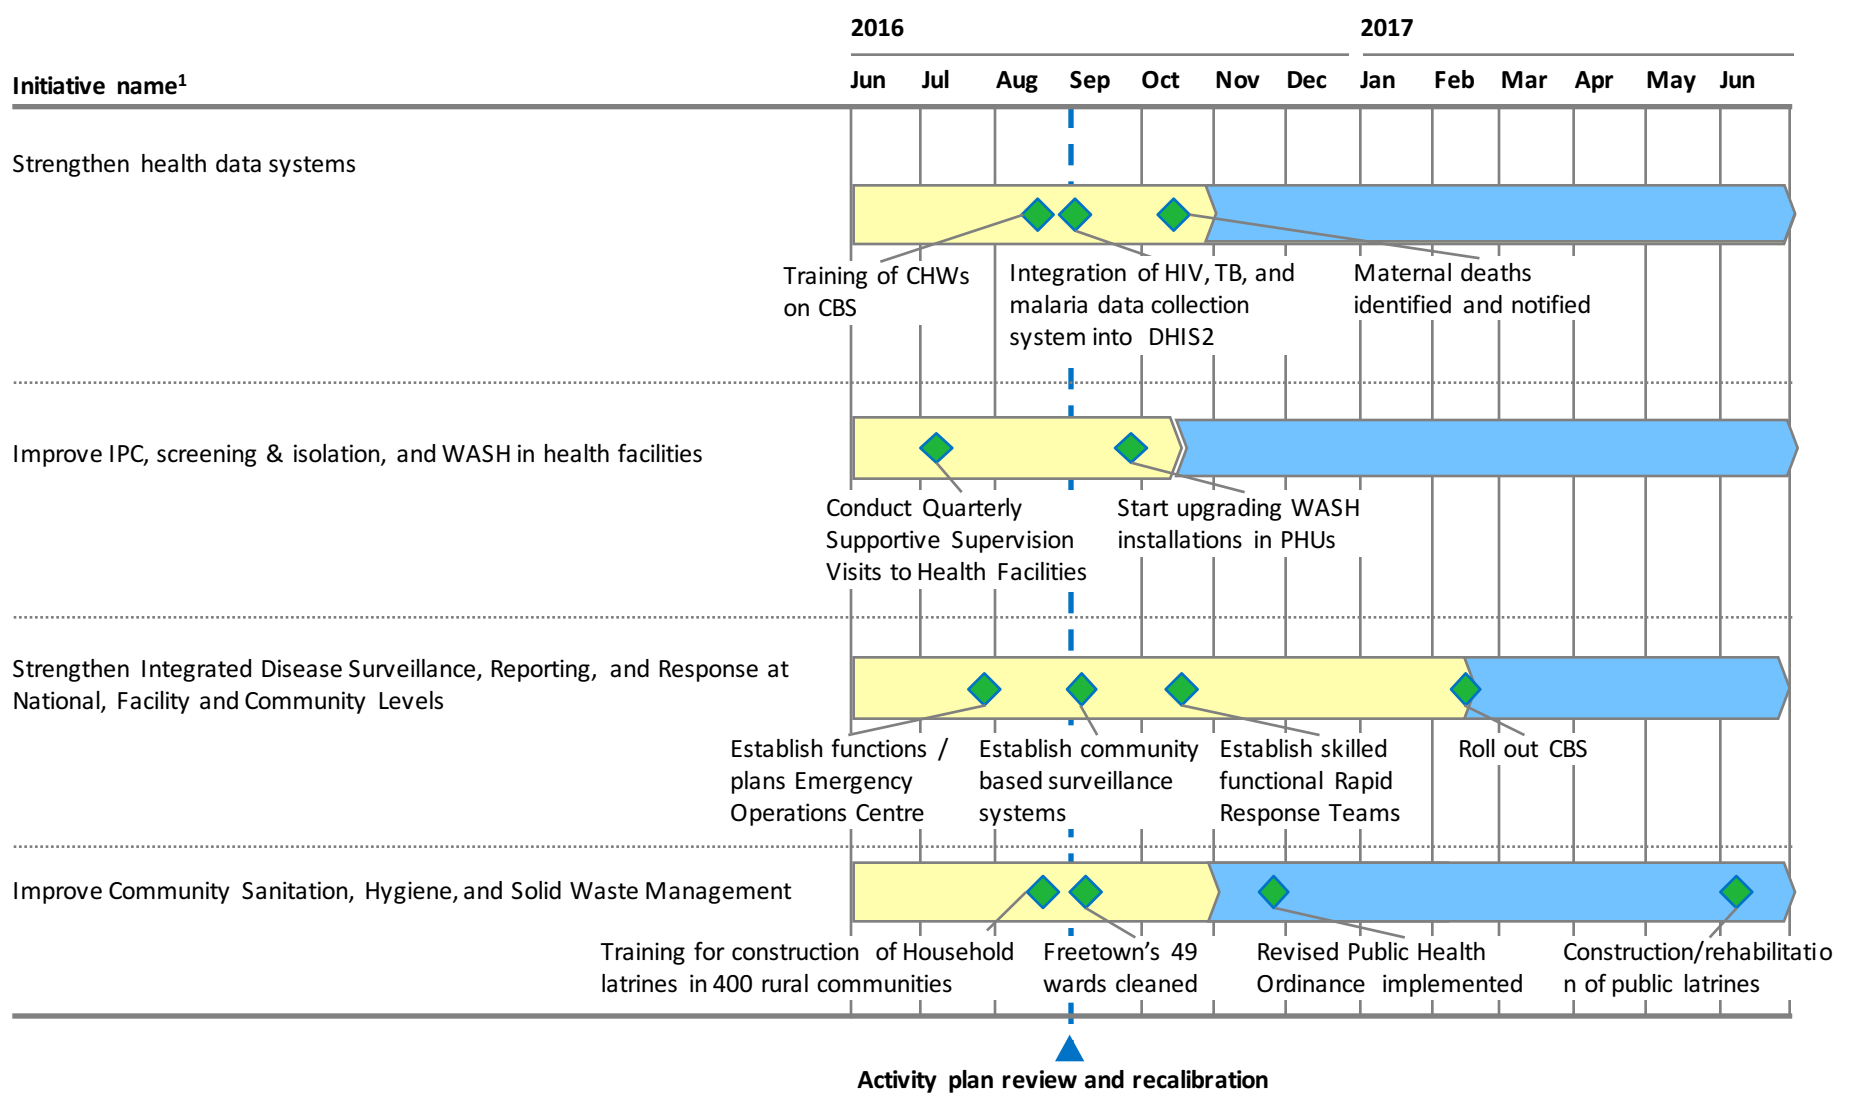 2016 2017
Initiative name1 Jun Jul Aug Sep Oct Nov Dec Jan Feb Mar Apr May Jun
Strengthen health data systems
Training of CHWs
on CBS
Integration of HIV, TB, and
malaria data collection
system into DHIS2
Maternal deaths
identified and notified
Improve IPC, screening & isolation, and WASH in health facilities
Conduct Quarterly
Supportive Supervision
Visits to Health Facilities
Start upgrading WASH
installations in PHUs
Strengthen Integrated Disease Surveillance, Reporting, and Response at
National, Facility and Community Levels
Establish functions /
plans Emergency
Operations Centre
Establish community
based surveillance
systems
Establish skilled
functional Rapid
Response Teams
Roll out CBS
Improve Community Sanitation, Hygiene, and Solid Waste Management
Training for construction of Household
latrines in 400 rural communities
Freetown’s 49
wards cleaned
Revised Public Health
Ordinance implemented
Construction/rehabilitatio
n of public latrines
Activity plan review and recalibration